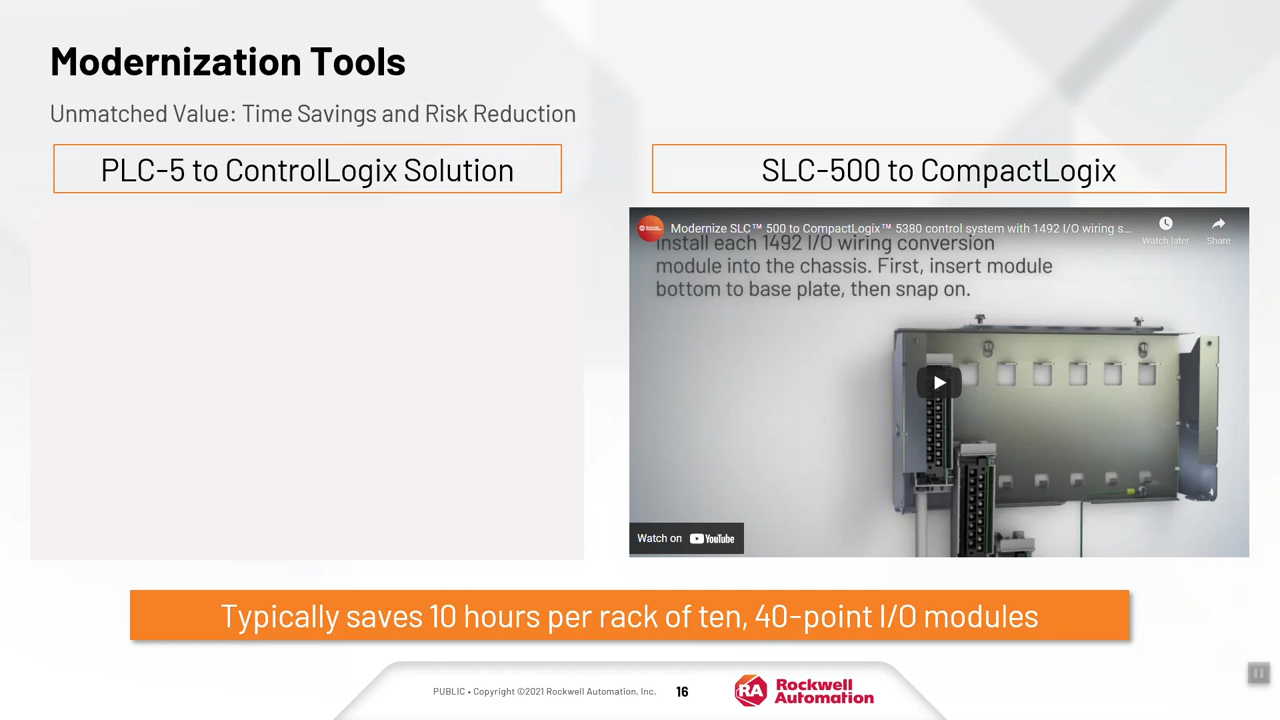 Modernization Tools
Unmatched Value: Time Savings and Risk Reduction
PLC-5 to ControlLogix Solution
SLC-500 to CompactLogix
Modernize SLC™ 500 to CompactLogix™ 5380 control system with 1492 I/O wiring s...
Watch later
Share
Install each 1492 I/O wiring conversion
module into the chassis. First, insert module
bottom to base plate, then snap on.
Watch on YouTube
Typically saves 10 hours per rack of ten, 40-point I/O modules
PUBLIC • Copyright ©2021 Rockwell Automation, Inc.
16
RA
Rockwell
Automation